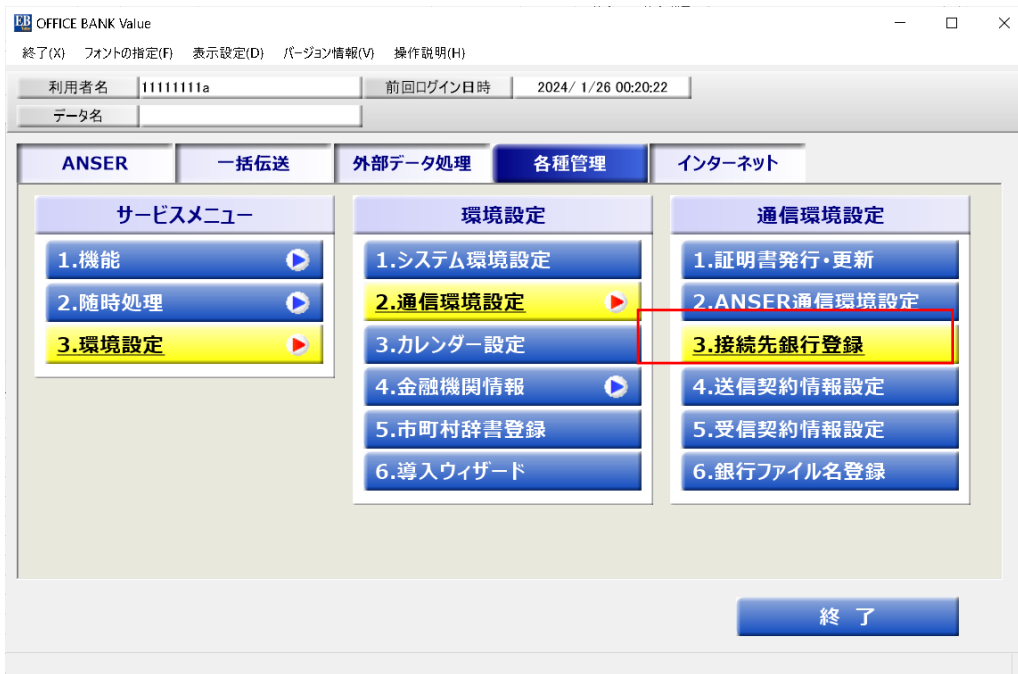 OFFICE BANK Value
終了(X) フォントの指定(F) 表示設定(D) バージョン情報(V) 操作説明(H)
利用者名 11111111a 前回ログイン日時 2024/ 1/26 00:20:22
データ名
ANSER 一括伝送 外部データ処理 各種管理 インターネット
サービスメニュー
1.機能
2.随時処理
3.環境設定
環境設定
1.システム環境設定
2.通信環境設定
3.カレンダー設定
4.金融機関情報
5.市町村辞書登録
6.導入ウィザード
通信環境設定
1.証明書発行・更新
2.ANSER通信環境設定
3.接続先銀行登録
4.送信契約情報設定
5.受信契約情報設定
6.銀行ファイル名登録
終 了